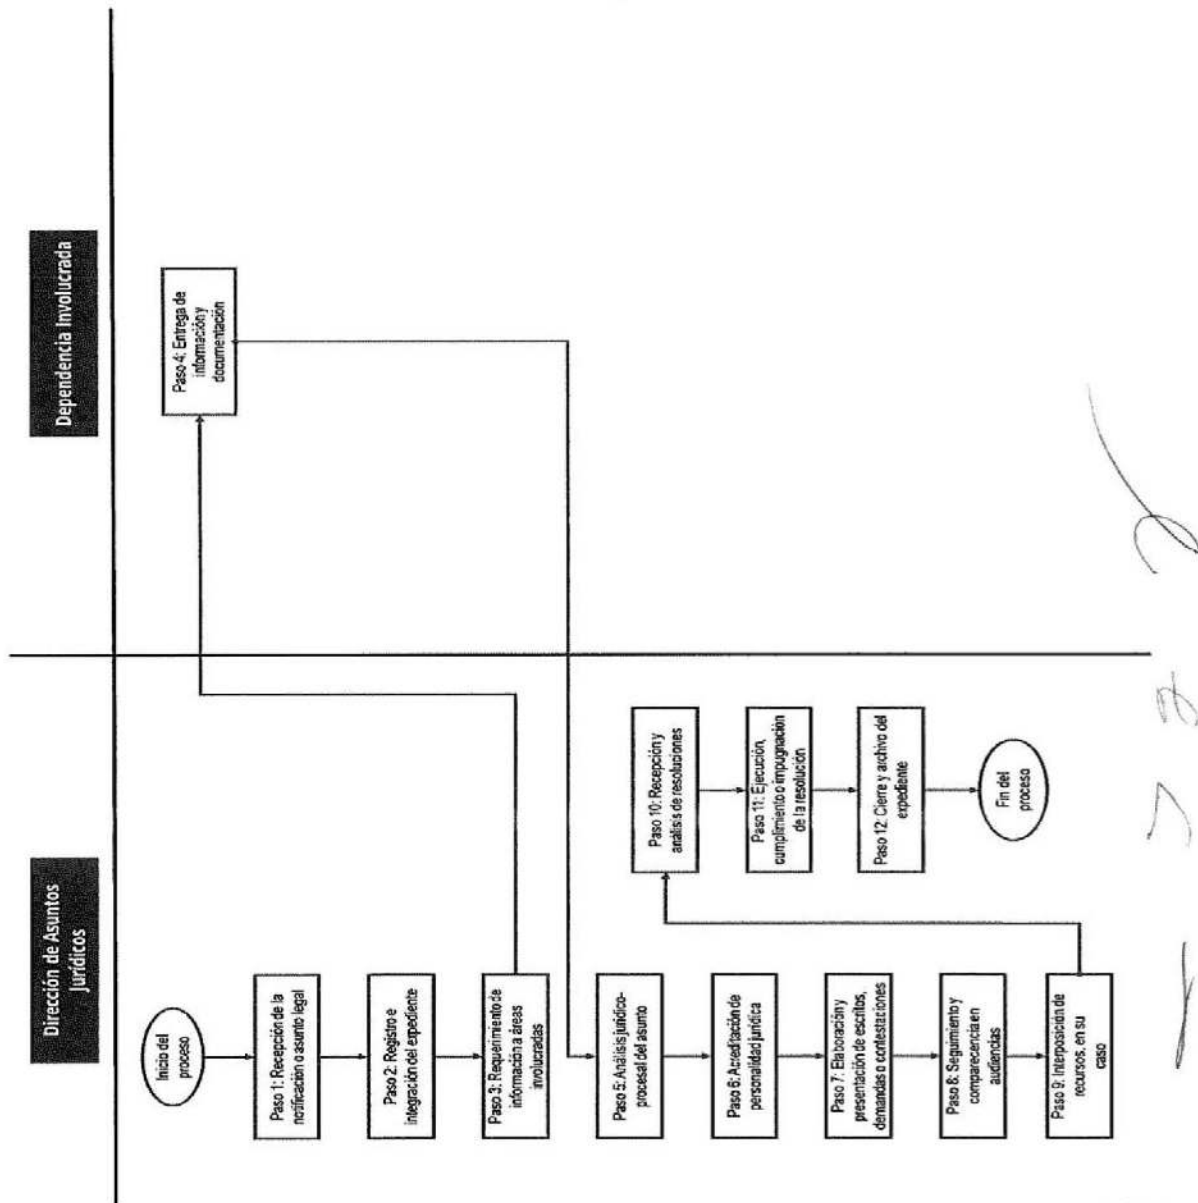 Dirección de Asuntos
Jurídicos
Dependencia Involucrada
Inicio del
proceso
Paso 1: Recepción de la
notificación o asunto legal
Paso 2: Registro e
integración del expediente
Paso 3: Requerimiento de
información a áreas
involucradas
Paso 4: Entrega de
información y
documentación
Paso 5: Análisis jurídico-
procesal del asunto
Paso 6: Acreditación de
personalidad jurídica
Paso 7: Elaboración y
presentación de escritos,
demandas o contestaciones
Paso 8: Seguimiento y
comparecencia en
audiencias
Paso 9: Interposición de
recursos, en su
caso
Paso 10: Recepción y
análisis de resoluciones
Paso 11: Ejecución,
cumplimiento o impugnación
de la resolución
Paso 12: Cierre y archivo del
expediente
Fin del
proceso